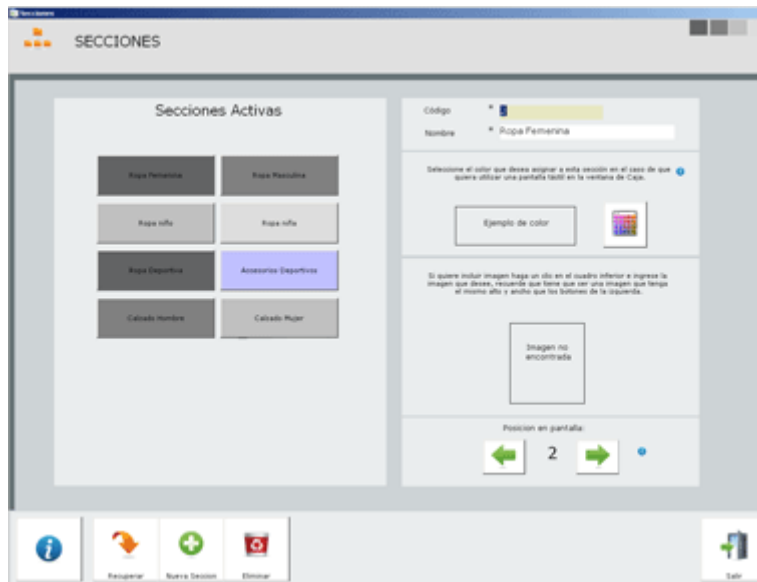 Secciones
SECCIONES
Secciones Activas
Ropa Femenina
Ropa Masculina
Ropa niño
Ropa niña
Ropa Deportiva
Accesorios Deportivos
Calzado Hombre
Calzado Mujer
Código *
Nombre * Ropa Femenina
Seleccione el color que desea asignar a esta sección en el caso de que
quiera utilizar una pantalla táctil en la ventana de Caja.
Ejemplo de color
Si quiere incluir imagen haga un clic en el cuadro inferior e ingrese la
imagen que desee, recuerde que tiene que ser una imagen que tenga
el mismo alto y ancho que los botones de la izquierda.
Imagen no
encontrada
Posicion en pantalla:
2
Recuperar
Nueva Seccion
Eliminar
Salir